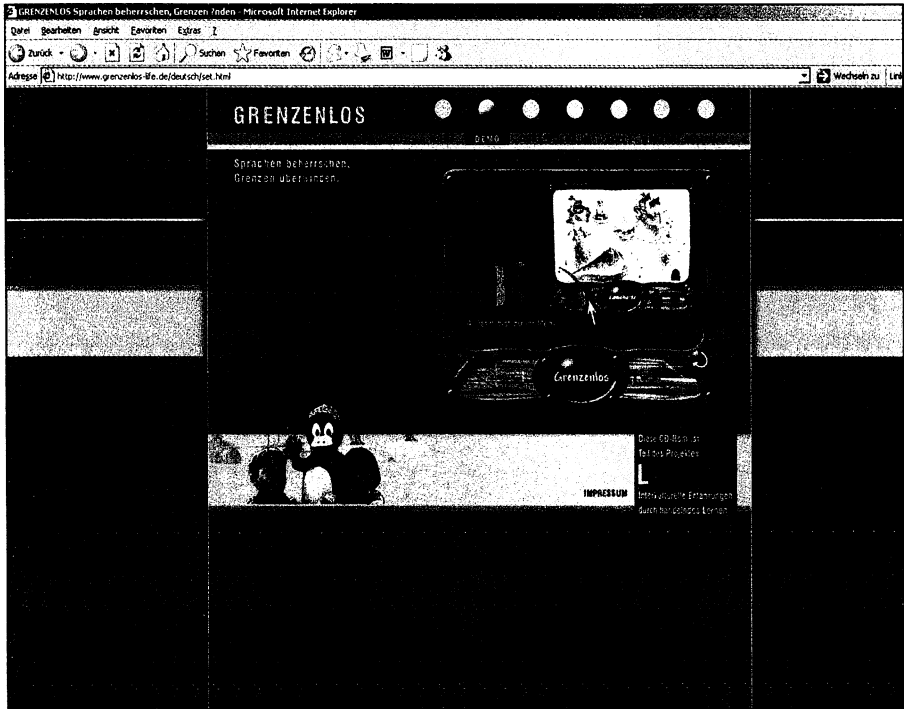 GRENZENLOS Sprachen beherrschen, Grenzen ?nden - Microsoft Internet Explorer
Datei Bearbeiten Ansicht Favoriten Extras ?
Zurück Suchen Favoriten
Adresse http://www.grenzenlos-life.de/deutsch/set.html Wechseln zu Link
GRENZENLOS
DEMO
Sprachen beherrschen,
Grenzen überwinden.
Grenzenlos
Diese CD-Rom ist
Teil des Projektes
L
IMPRESSUM
Interkulturelle Erfahrungen
durch handelndes Lernen